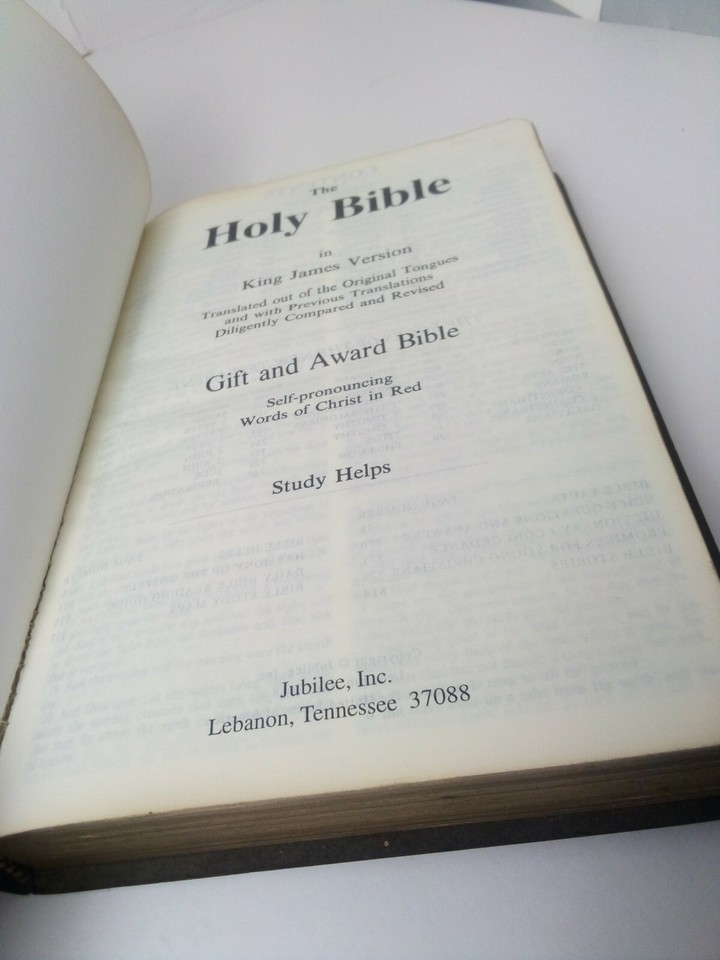 The
Holy Bible
in
King James Version
Translated out of the Original Tongues
and with Previous Translations
Diligently Compared and Revised
Gift and Award Bible
Self-pronouncing
Words of Christ in Red
Study Helps
Jubilee, Inc.
Lebanon, Tennessee 37088